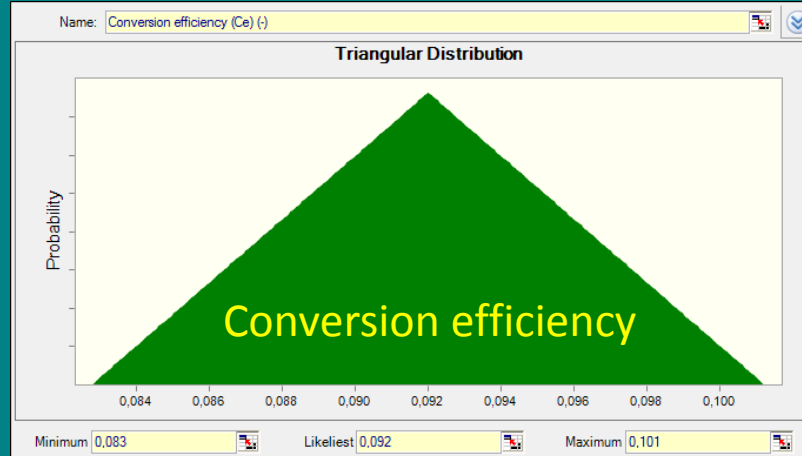 Name: Conversion efficiency (Ce) (-)
Triangular Distribution
Probability
Conversion efficiency
0,084 0,086 0,088 0,090 0,092 0,094 0,096 0,098 0,100
Minimum 0,083 Likeliest 0,092 Maximum 0,101